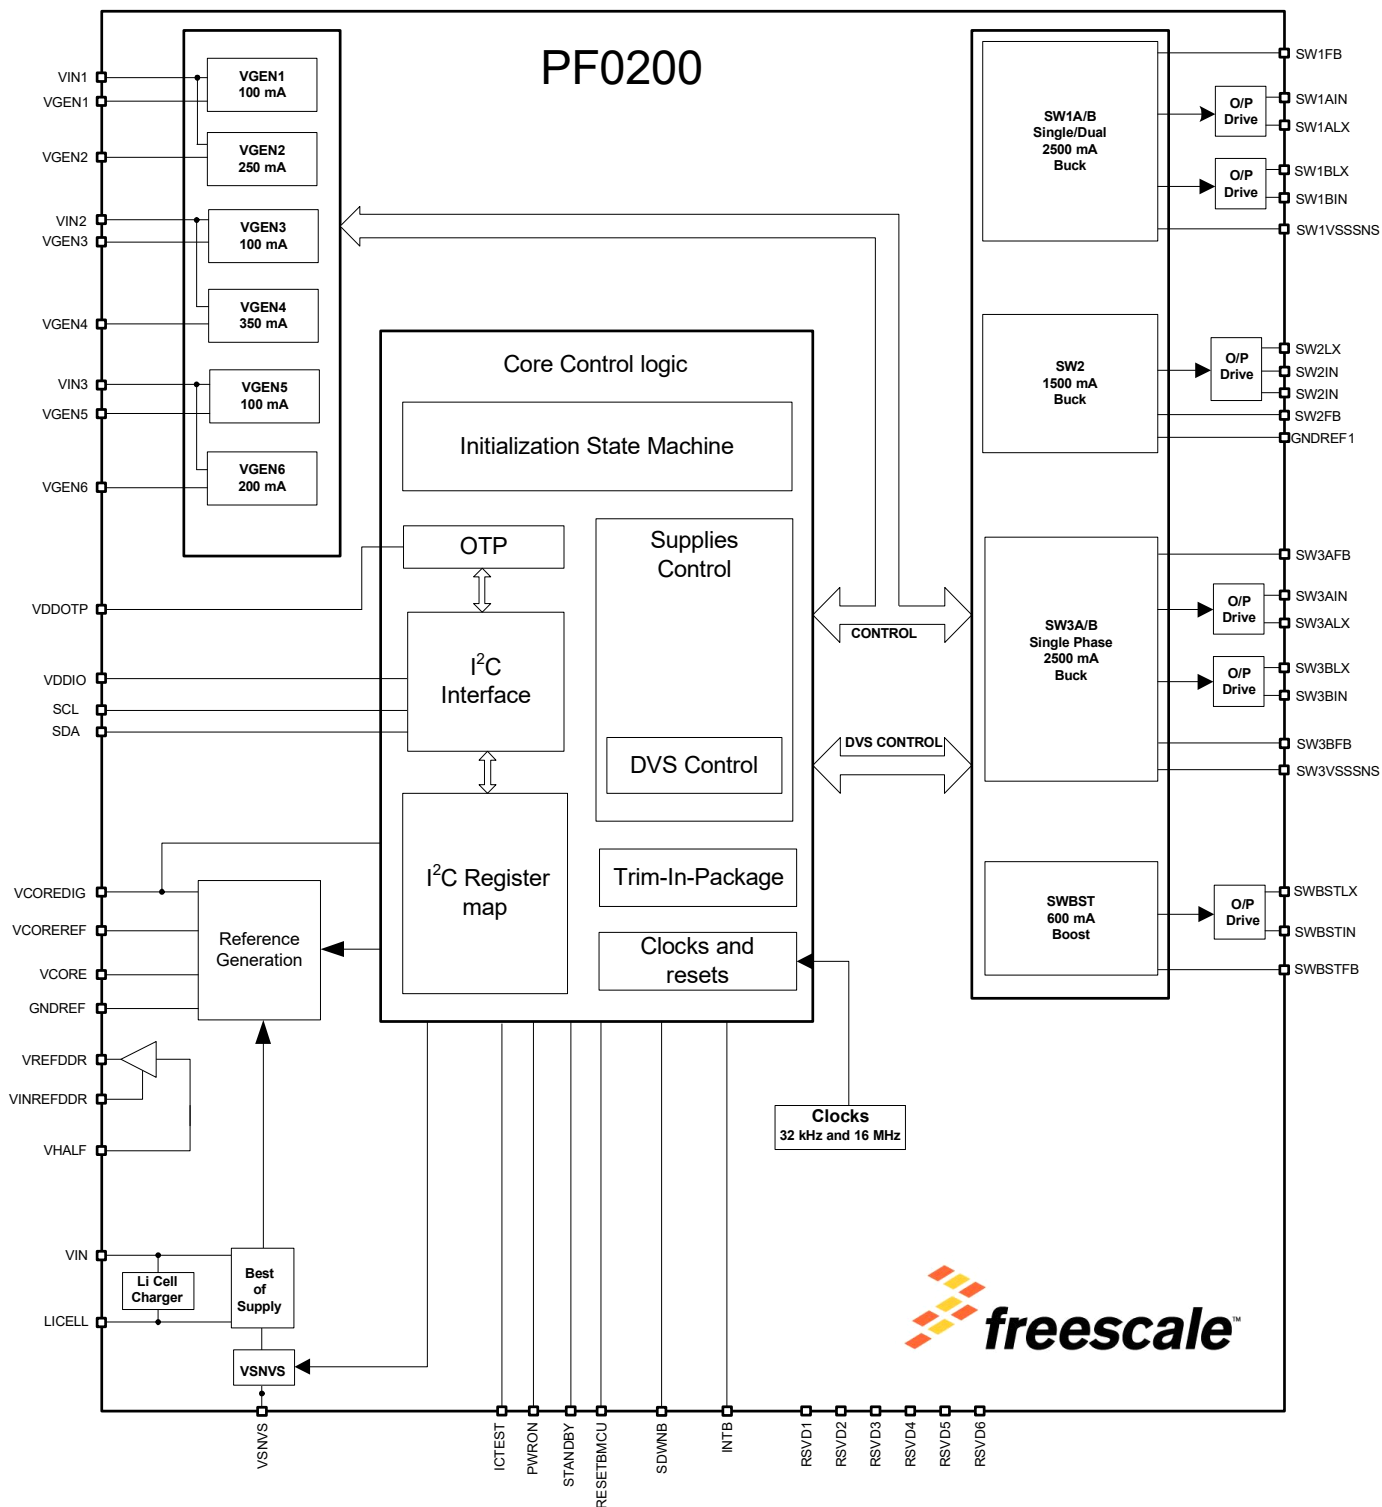 PF0200
VIN1
VGEN1
VGEN2
VIN2
VGEN3
VGEN4
VIN3
VGEN5
VGEN6
VDDOTP
VDDIO
SCL
SDA
VCOREDIG
VCOREREF
VCORE
GNDREF
VREFDDR
VINREFDDR
VHALF
VIN
LICELL
VGEN1
100 mA
VGEN2
250 mA
VGEN3
100 mA
VGEN4
350 mA
VGEN5
100 mA
VGEN6
200 mA
Core Control logic
Initialization State Machine
OTP
I2C
Interface
I2C Register
map
Supplies
Control
DVS Control
Trim-In-Package
Clocks and
resets
CONTROL
DVS CONTROL
Reference
Generation
Clocks
32 kHz and 16 MHz
Li Cell
Charger
Best
of
Supply
VSNVS
SW1A/B
Single/Dual
2500 mA
Buck
O/P
Drive
O/P
Drive
SW2
1500 mA
Buck
O/P
Drive
SW3A/B
Single Phase
2500 mA
Buck
O/P
Drive
O/P
Drive
SWBST
600 mA
Boost
O/P
Drive
SW1FB
SW1AIN
SW1ALX
SW1BLX
SW1BIN
SW1VSSSNS
SW2LX
SW2IN
SW2IN
SW2FB
GNDREF1
SW3AFB
SW3AIN
SW3ALX
SW3BLX
SW3BIN
SW3BFB
SW3VSSSNS
SWBSTLX
SWBSTIN
SWBSTFB
freescale™
VSNVS
ICTEST
PWRON
STANDBY
RESETBMCU
SDWNB
INTB
RSVD1
RSVD2
RSVD3
RSVD4
RSVD5
RSVD6